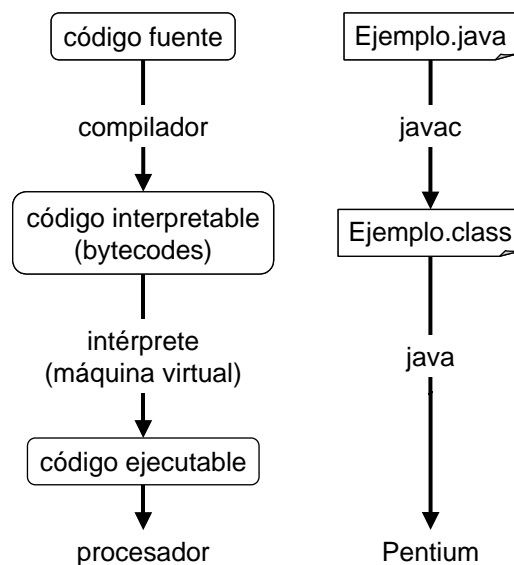 código fuente
compilador
código interpretable
(bytecodes)
intérprete
(máquina virtual)
código ejecutable
procesador
Ejemplo.java
javac
Ejemplo.class
java
Pentium